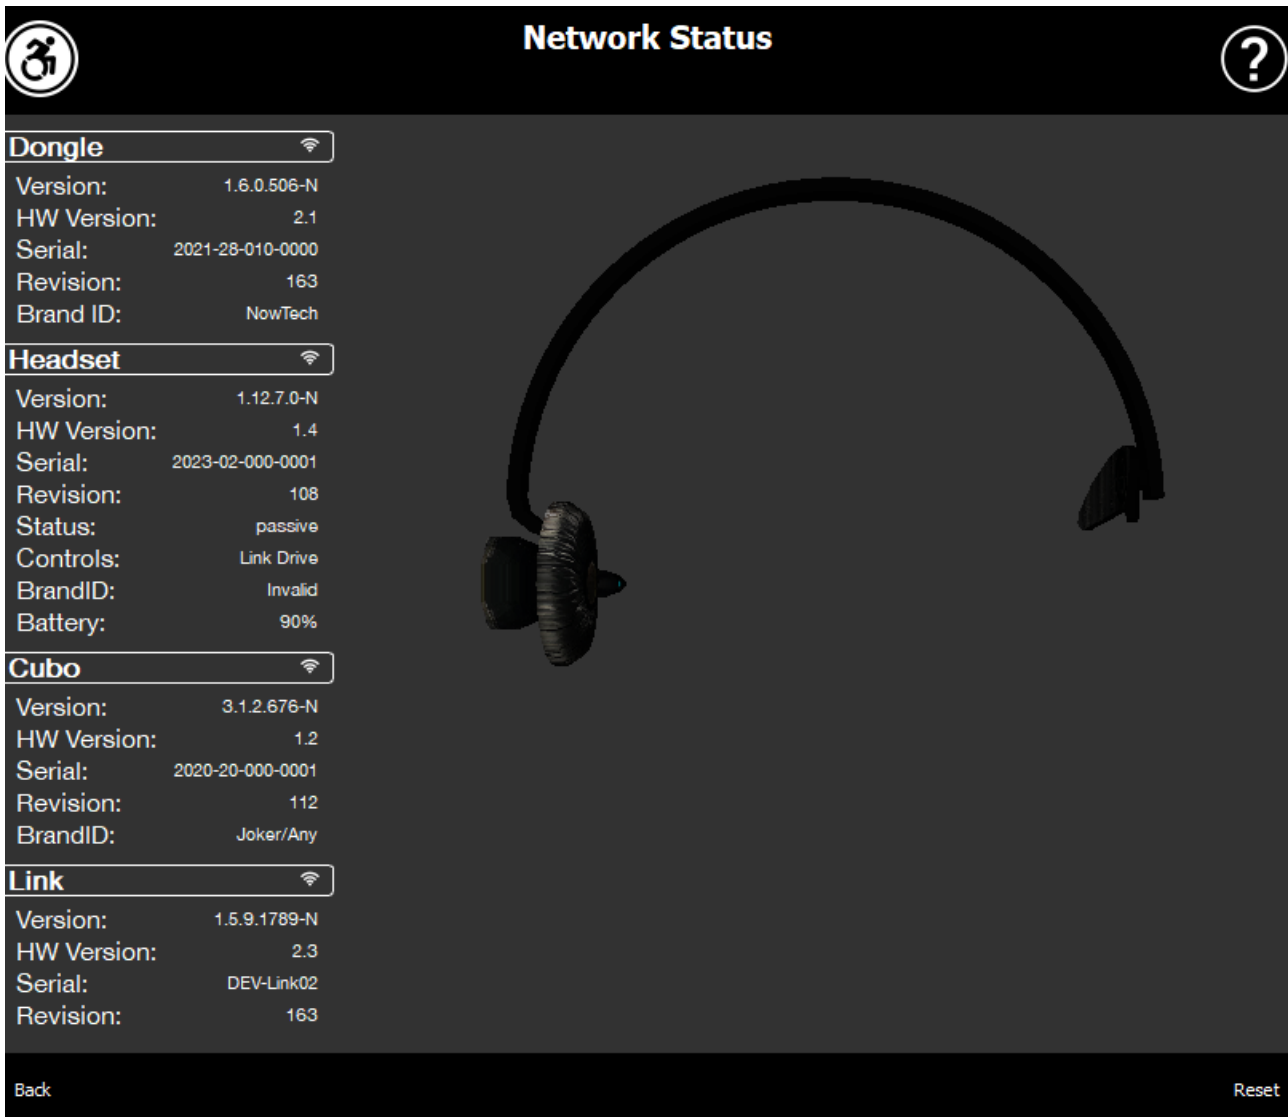 Network Status
?
Dongle
Version: 1.6.0.506-N
HW Version: 2.1
Serial: 2021-28-010-0000
Revision: 163
Brand ID: NowTech
Headset
Version: 1.12.7.0-N
HW Version: 1.4
Serial: 2023-02-000-0001
Revision: 108
Status: passive
Controls: Link Drive
BrandID: Invalid
Battery: 90%
Cubo
Version: 3.1.2.676-N
HW Version: 1.2
Serial: 2020-20-000-0001
Revision: 112
BrandID: Joker/Any
Link
Version: 1.5.9.1789-N
HW Version: 2.3
Serial: DEV-Link02
Revision: 163
Back
Reset